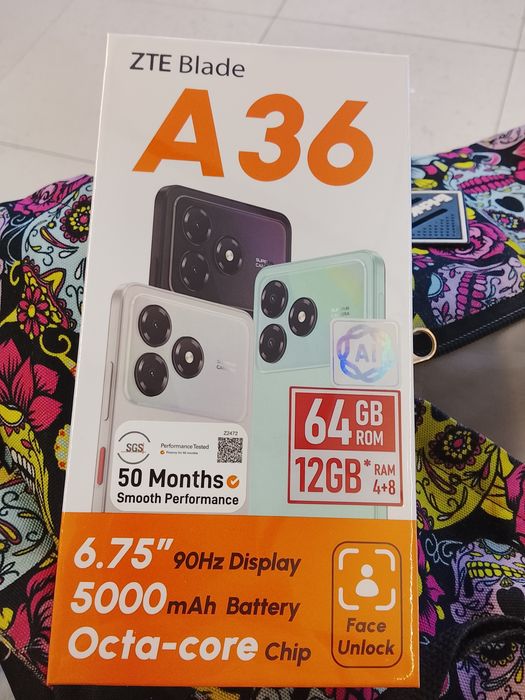 ZTE Blade
A36
AI
64 GB ROM
12GB* RAM 4+8
SGS
Performance Tested
Z2472
50 Months
Smooth Performance
6.75" 90Hz Display
5000mAh Battery
Octa-core Chip
Face
Unlock